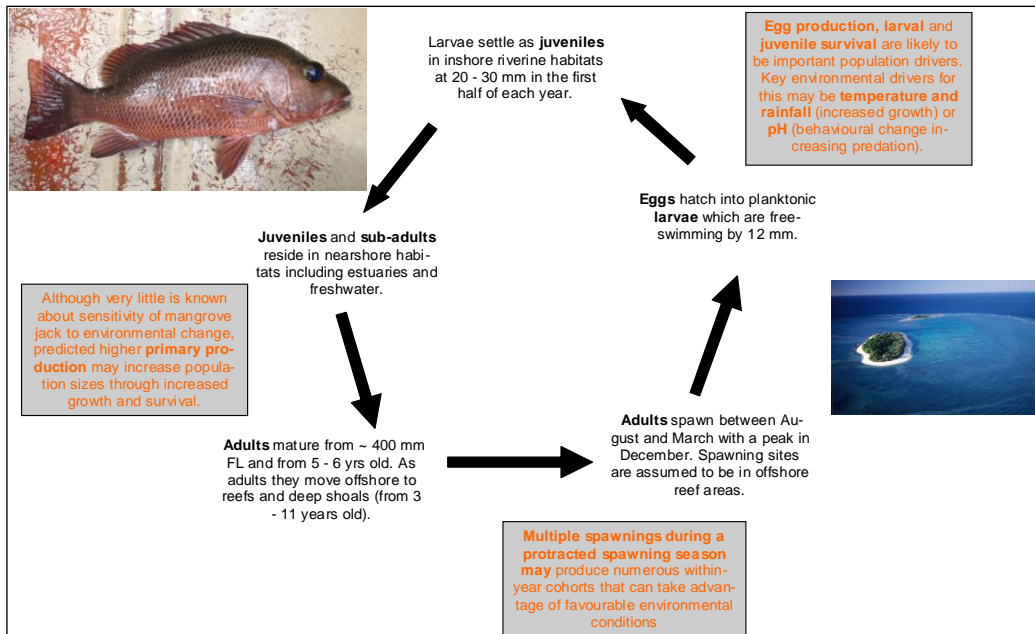 Larvae settle as juveniles
in inshore riverine habitats
at 20 - 30 mm in the first
half of each year.
Egg production, larval and
juvenile survival are likely to
be important population drivers.
Key environmental drivers for
this may be temperature and
rainfall (increased growth) or
pH (behavioural change in-
creasing predation).
Eggs hatch into planktonic
larvae which are free-
swimming by 12 mm.
Juveniles and sub-adults
reside in nearshore habi-
tats including estuaries and
freshwater.
Although very little is known
about sensitivity of mangrove
jack to environmental change,
predicted higher primary pro-
duction may increase popula-
tion sizes through increased
growth and survival.
Adults mature from ~ 400 mm
FL and from 5 - 6 yrs old. As
adults they move offshore to
reefs and deep shoals (from 3
- 11 years old).
Adults spawn between Au-
gust and March with a peak in
December. Spawning sites
are assumed to be in offshore
reef areas.
Multiple spawnings during a
protracted spawning season
may produce numerous within-
year cohorts that can take advan-
tage of favourable environmental
conditions